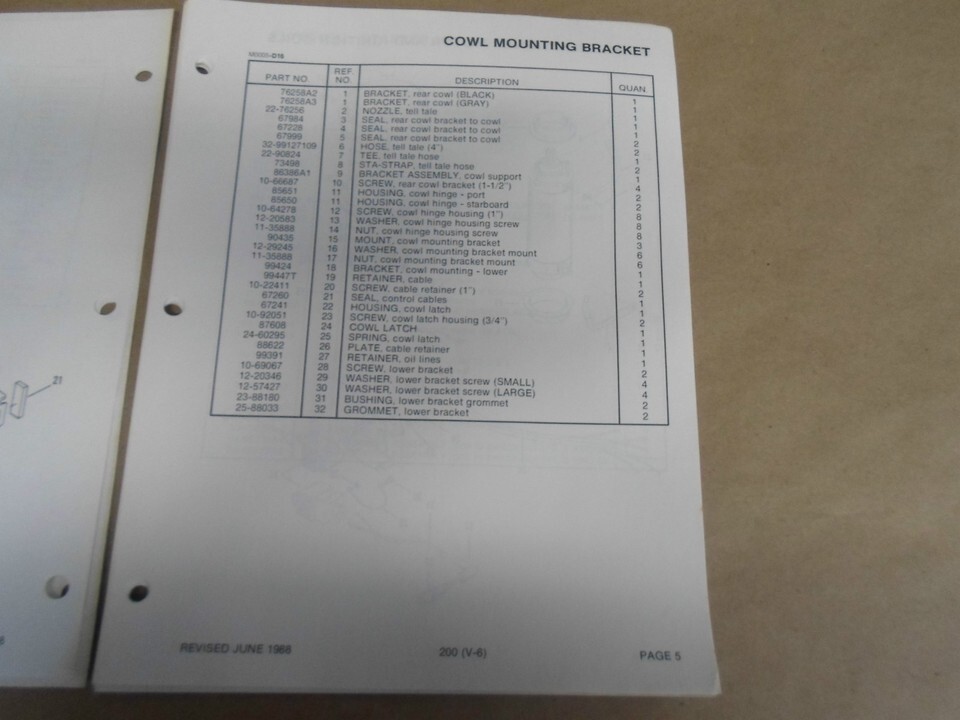 COWL MOUNTING BRACKET
M0005-D16
PART NO. REF. NO. DESCRIPTION QUAN.
76258A2 1 BRACKET, rear cowl (BLACK) 1
76258A3 1 BRACKET, rear cowl (GRAY) 1
22-76256 2 NOZZLE, tell tale 1
67984 3 SEAL, rear cowl bracket to cowl 1
67228 4 SEAL, rear cowl bracket to cowl 1
67999 5 SEAL, rear cowl bracket to cowl 2
32-99127109 6 HOSE, tell tale (4") 2
22-90824 7 TEE, tell tale hose 1
73498 8 STA-STRAP, tell tale hose 2
86386A1 9 BRACKET ASSEMBLY, cowl support 1
10-66687 10 SCREW, rear cowl bracket (1-1/2") 4
85651 11 HOUSING, cowl hinge - port 2
85650 11 HOUSING, cowl hinge - starboard 2
10-64278 12 SCREW, cowl hinge housing (1") 8
12-20583 13 WASHER, cowl hinge housing screw 8
11-35888 14 NUT, cowl hinge housing screw 8
90435 15 MOUNT, cowl mounting bracket 3
12-29245 16 WASHER, cowl mounting bracket mount 6
11-35888 17 NUT, cowl mounting bracket mount 6
99424 18 BRACKET, cowl mounting - lower 1
99447T 19 RETAINER, cable 1
10-22411 20 SCREW, cable retainer (1") 2
67260 21 SEAL, control cables 1
67241 22 HOUSING, cowl latch 1
10-92051 23 SCREW, cowl latch housing (3/4") 2
87608 24 COWL LATCH 1
24-60295 25 SPRING, cowl latch 1
88622 26 PLATE, cable retainer 1
99391 27 RETAINER, oil lines 1
10-69067 28 SCREW, lower bracket 2
12-20346 29 WASHER, lower bracket screw (SMALL) 4
12-57427 30 WASHER, lower bracket screw (LARGE) 4
23-88180 31 BUSHING, lower bracket grommet 2
25-88033 32 GROMMET, lower bracket 2
21
REVISED JUNE 1988 200 (V-6) PAGE 5